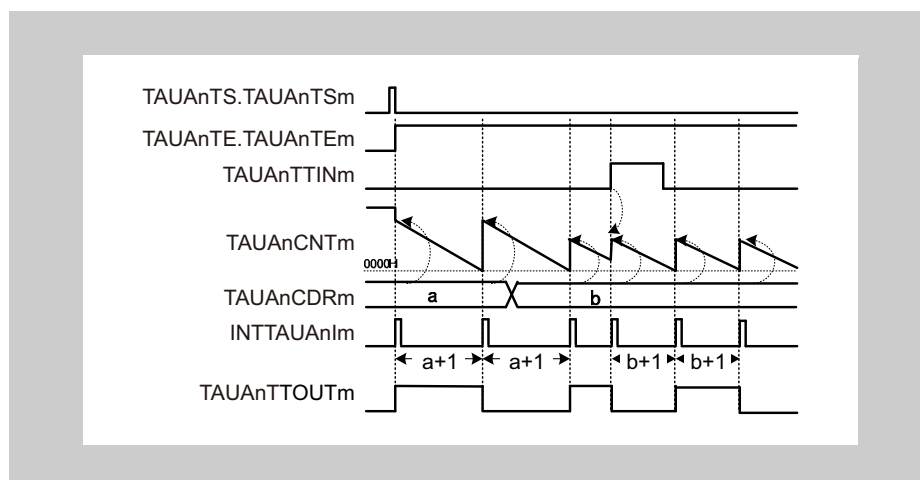 TAUAnTS.TAUAnTSm
TAUAnTE.TAUAnTEm
TAUAnTTINm
TAUAnCNTm
0000H
TAUAnCDRm
a
b
INTTAUAnIm
a+1
a+1
b+1
b+1
TAUAnTTOUTm